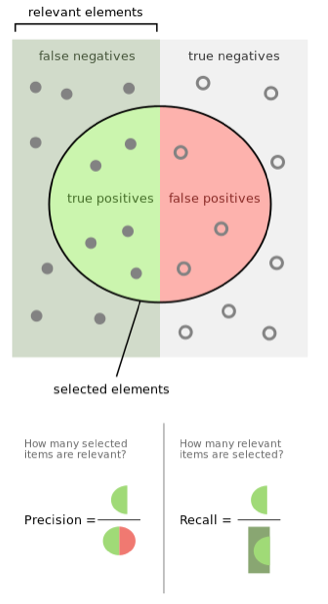 relevant elements
false negatives
true negatives
true positives
false positives
selected elements
How many selected
items are relevant?
How many relevant
items are selected?
Precision =
Recall =